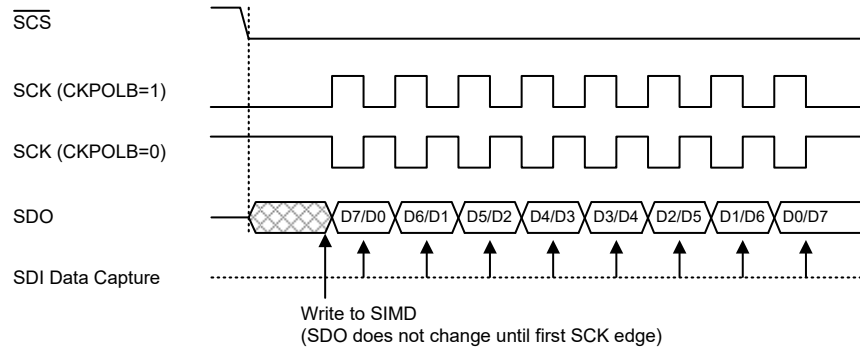 SCS
SCK (CKPOLB=1)
SCK (CKPOLB=0)
SDO D7/D0 D6/D1 D5/D2 D4/D3 D3/D4 D2/D5 D1/D6 D0/D7
SDI Data Capture
Write to SIMD
(SDO does not change until first SCK edge)